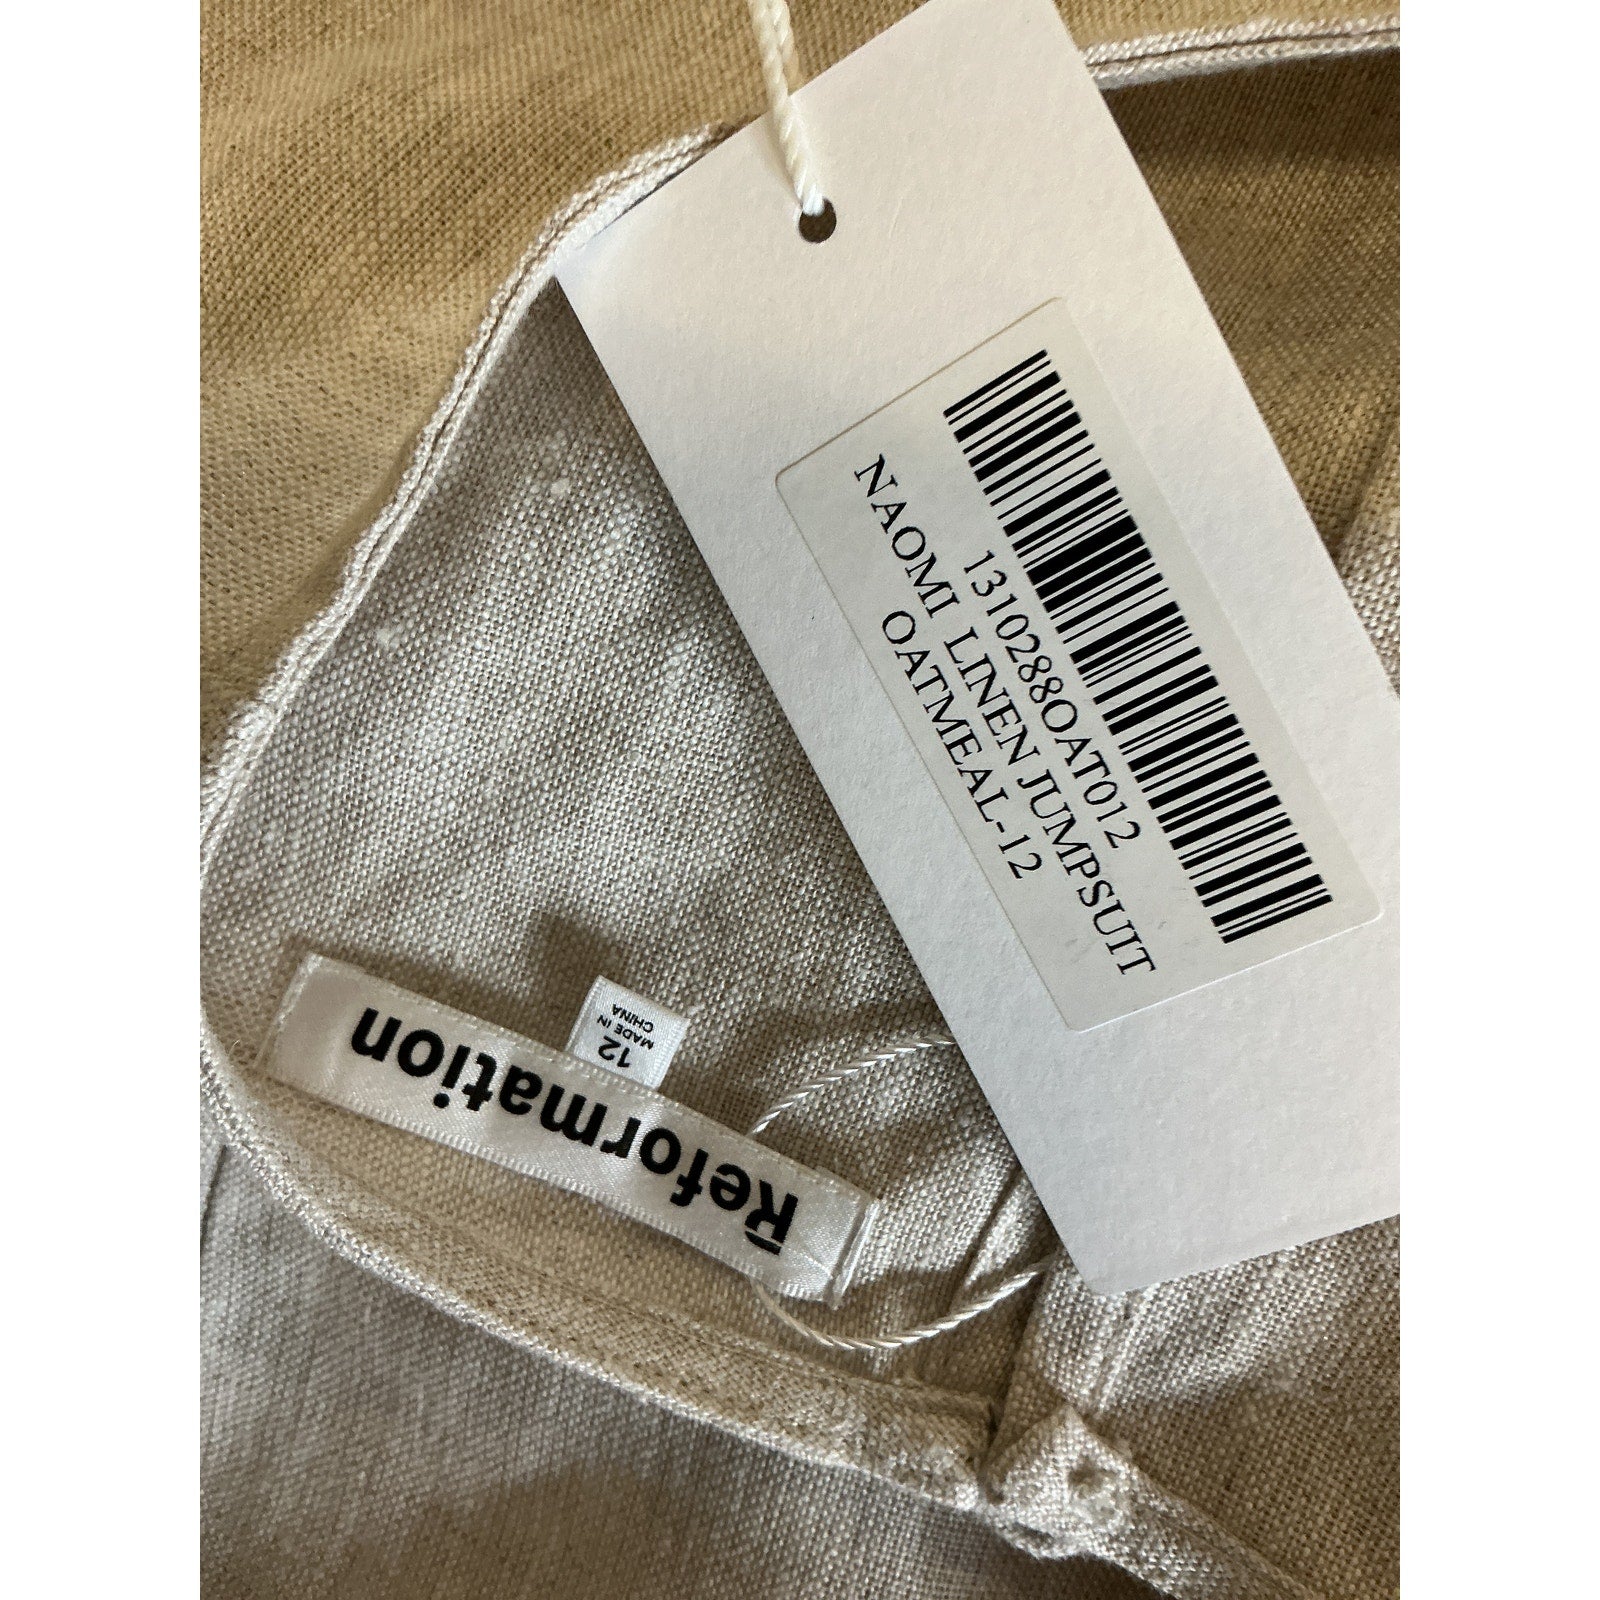 1310288OAT012
NAOMI LINEN JUMPSUIT
OATMEAL-12
Reformation
12
MADE IN
CHINA